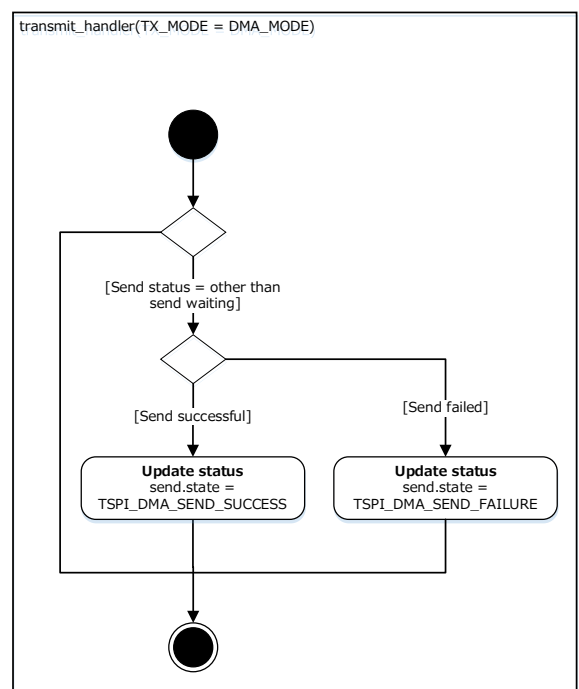 transmit_handler(TX_MODE = DMA_MODE)
[Send status = other than
send waiting]
[Send successful]
[Send failed]
Update status
send.state =
TSPI_DMA_SEND_SUCCESS
Update status
send.state =
TSPI_DMA_SEND_FAILURE